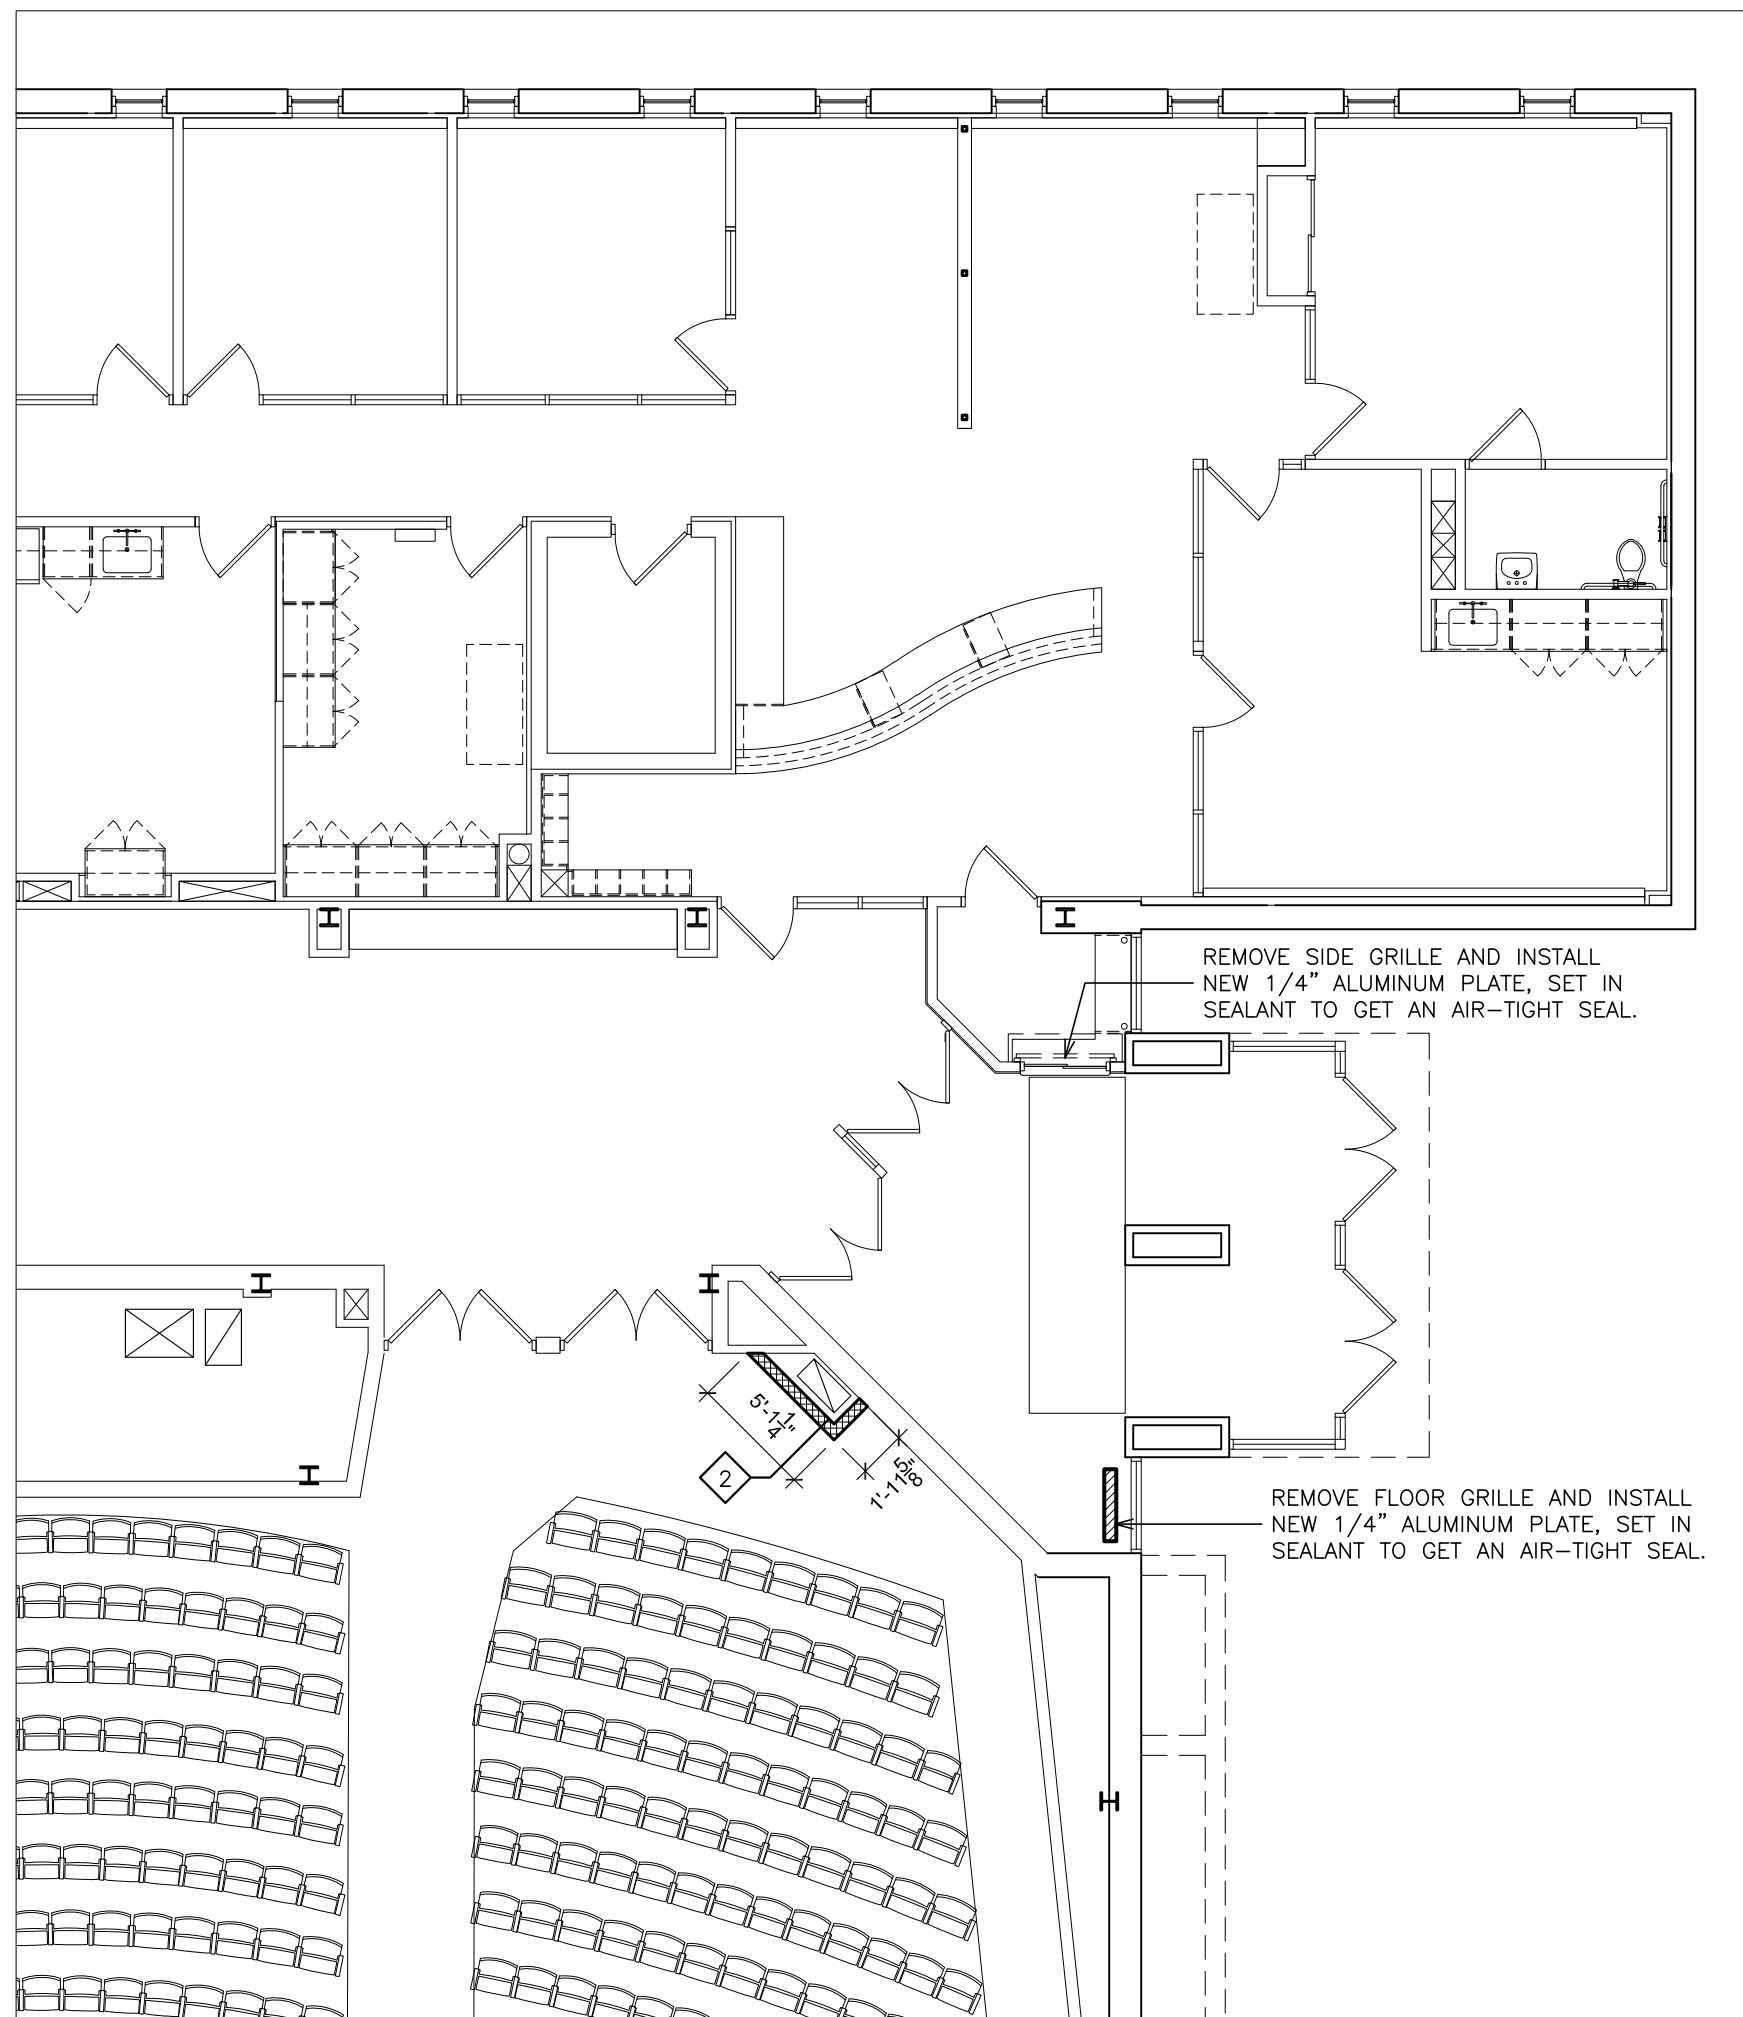 REMOVE SIDE GRILLE AND INSTALL
NEW 1/4" ALUMINUM PLATE, SET IN
SEALANT TO GET AN AIR-TIGHT SEAL.
5'-1 1/4"
2
1'-11 5/8"
REMOVE FLOOR GRILLE AND INSTALL
NEW 1/4" ALUMINUM PLATE, SET IN
SEALANT TO GET AN AIR-TIGHT SEAL.